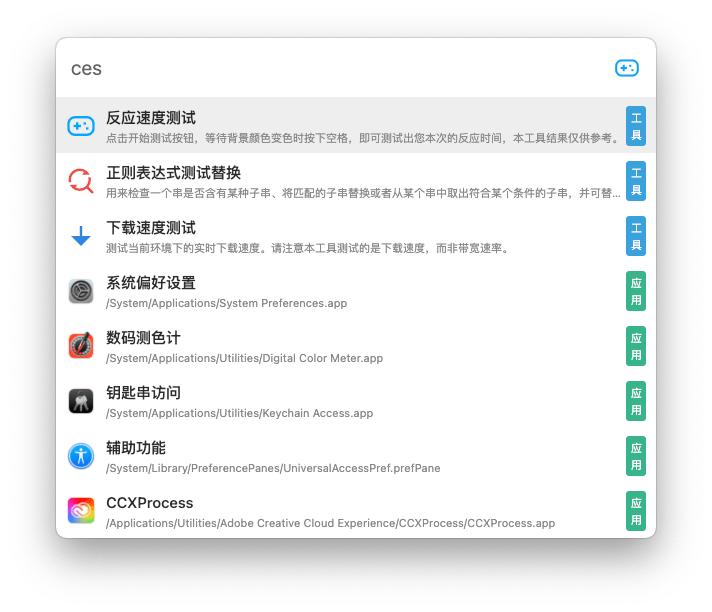 ces
反应速度测试
点击开始测试按钮，等待背景颜色变色时按下空格，即可测试出您本次的反应时间，本工具结果仅供参考。
工具
正则表达式测试替换
用来检查一个串是否含有某种子串、将匹配的子串替换或者从某个串中取出符合某个条件的子串，并可替...
工具
下载速度测试
测试当前环境下的实时下载速度。请注意本工具测试的是下载速度，而非带宽速率。
工具
系统偏好设置
/System/Applications/System Preferences.app
应用
数码测色计
/System/Applications/Utilities/Digital Color Meter.app
应用
钥匙串访问
/System/Applications/Utilities/Keychain Access.app
应用
辅助功能
/System/Library/PreferencePanes/UniversalAccessPref.prefPane
应用
CCXProcess
/Applications/Utilities/Adobe Creative Cloud Experience/CCXProcess/CCXProcess.app
应用